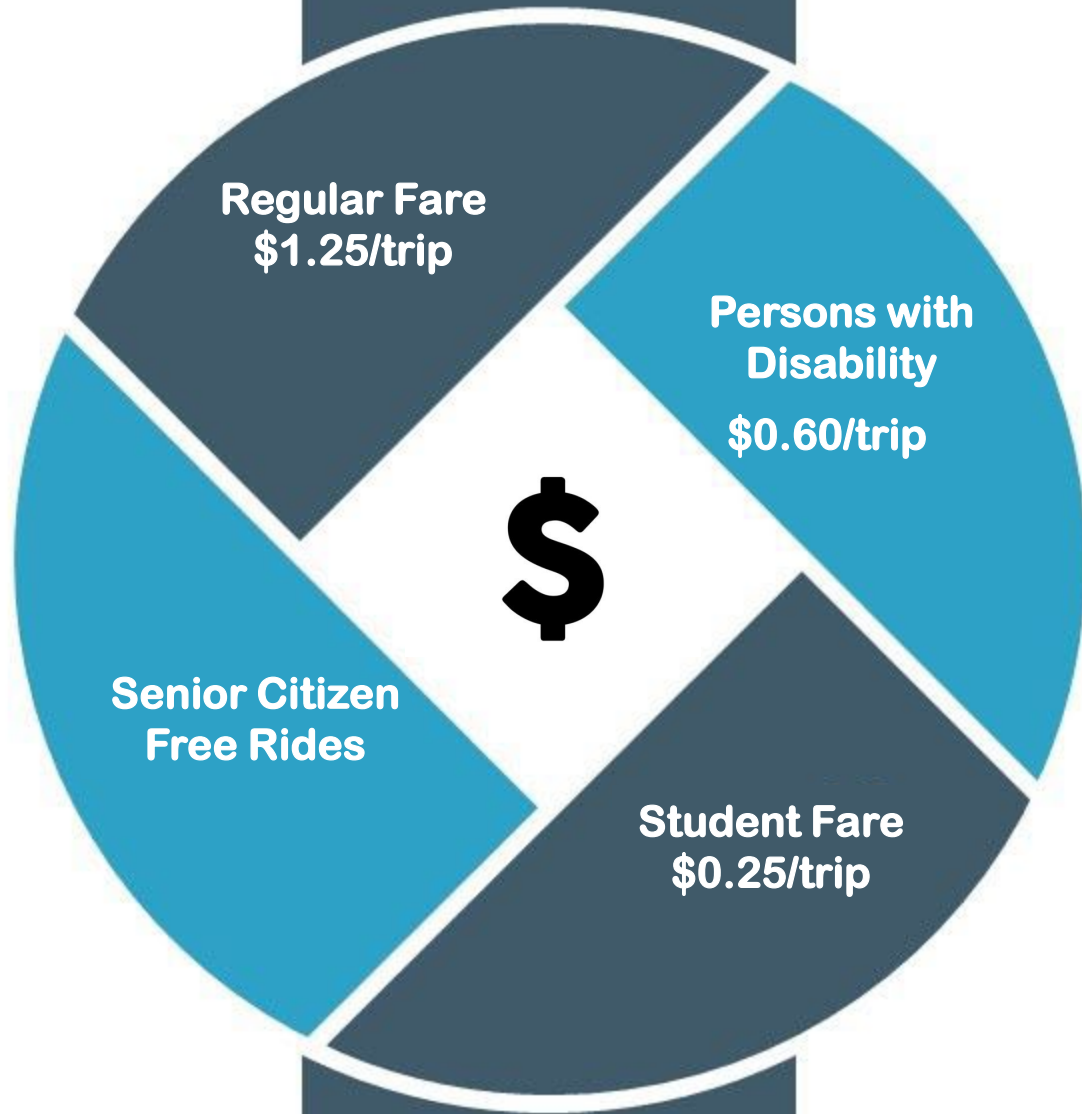 Regular Fare
$1.25/trip
Persons with
Disability
$0.60/trip
$
Senior Citizen
Free Rides
Student Fare
$0.25/trip